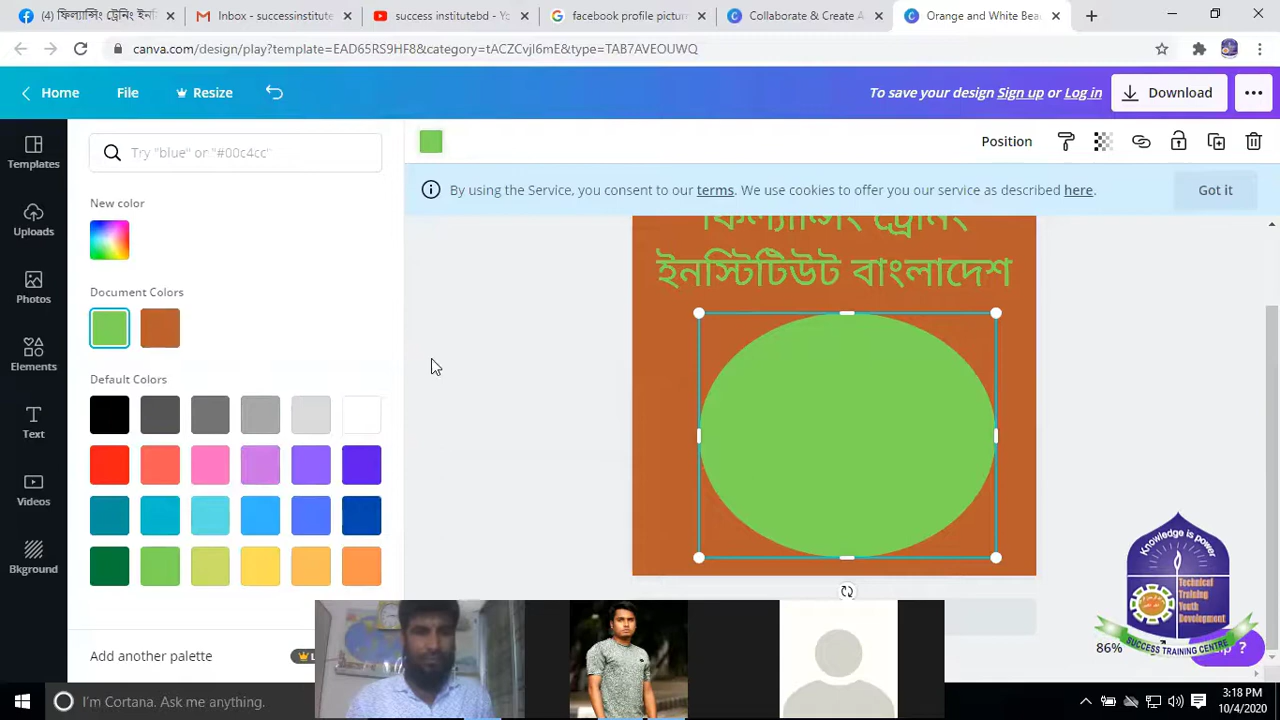 (4) ফিল্যান্সিং ট্রেনিং ইনি
Inbox - successinstitute
success institutebd - Yo
facebook profile picture
Collaborate & Create A
Orange and White Bea
canva.com/design/play?template=EAD65RS9HF8&category=tACZCvjI6mE&type=TAB7AVEOUWQ
Home
File
Resize
To save your design Sign up or Log in
Download
Templates
Uploads
Photos
Elements
Text
Videos
Bkground
Try "blue" or "#00c4cc"
New color
Document Colors
Default Colors
Add another palette
Position
By using the Service, you consent to our terms. We use cookies to offer you our service as described here.
Got it
ফিল্যান্সিং ট্রেনিং
ইনস্টিটিউট বাংলাদেশ
Knowledge is power
Technical
Training
Youth
Development
SUCCESS TRAINING CENTRE
86%
?
I'm Cortana. Ask me anything.
3:18 PM
10/4/2020